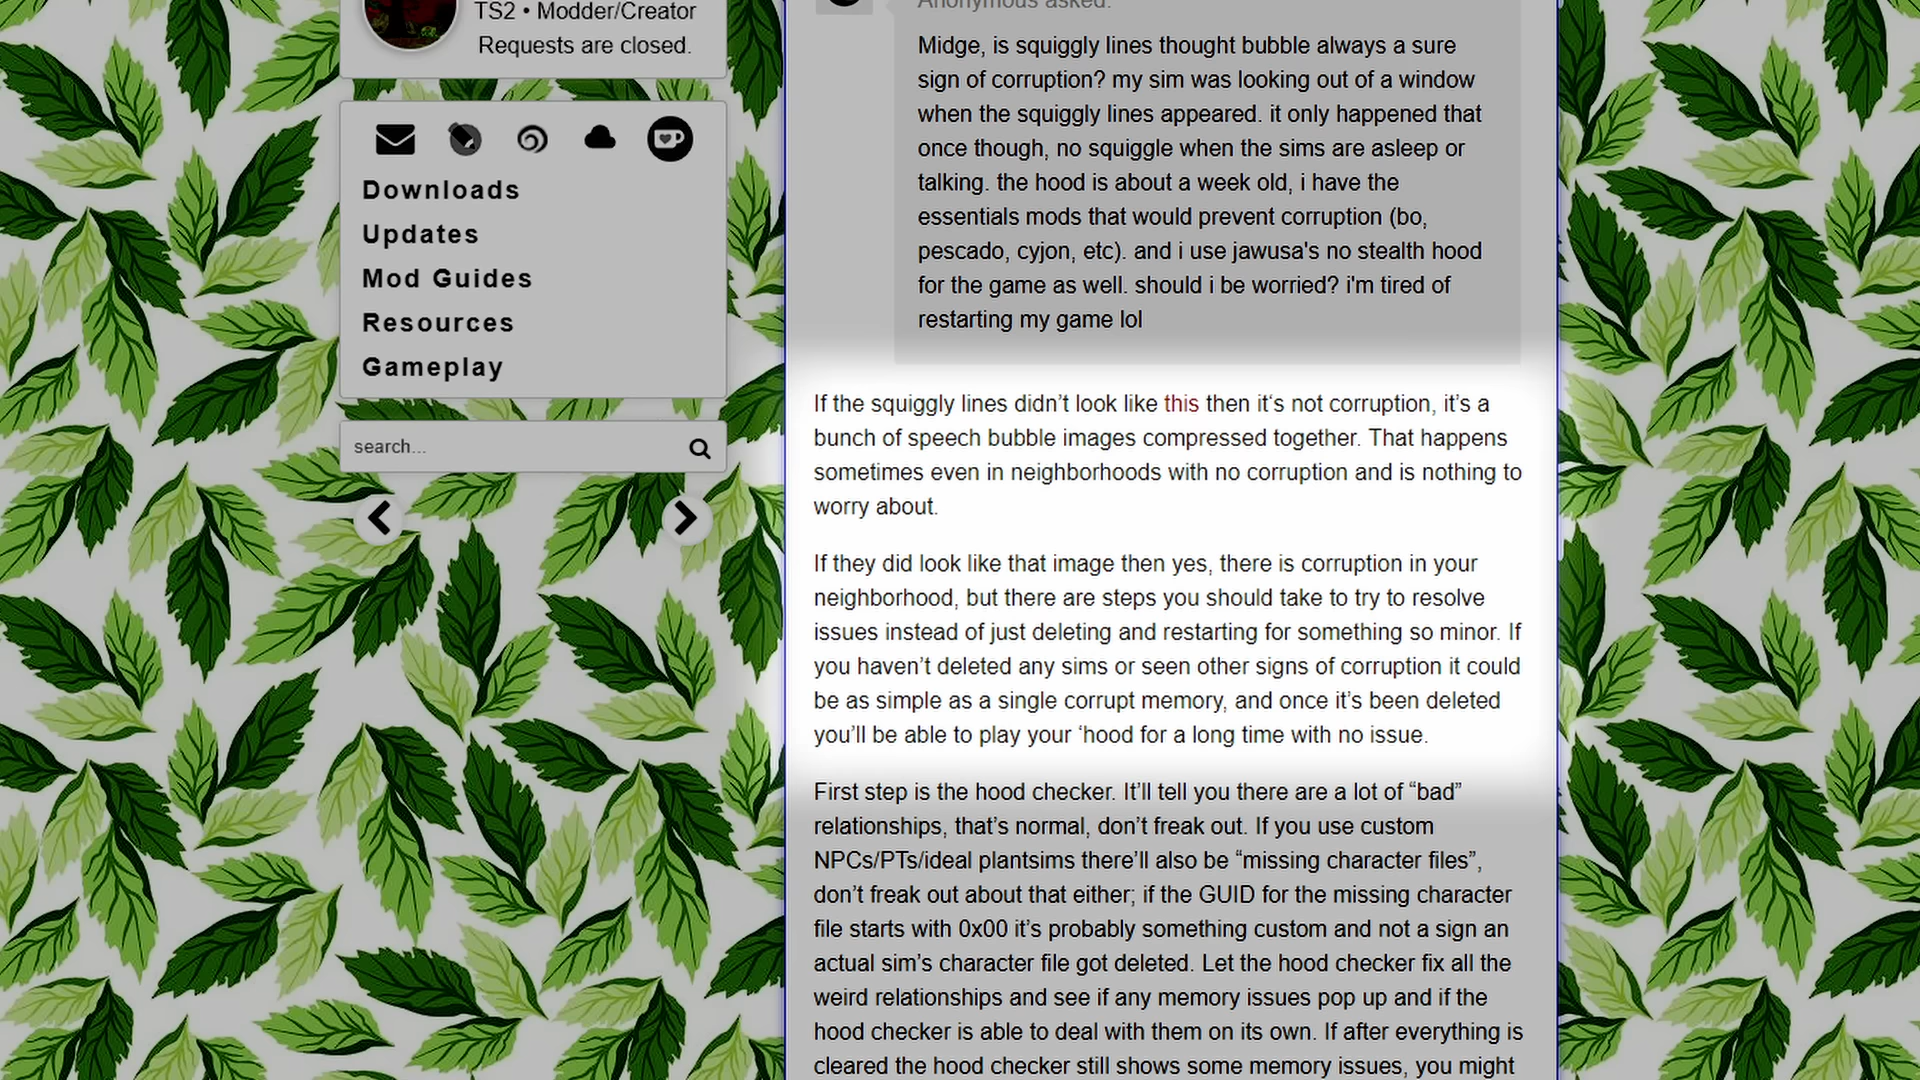 TS2 • Modder/Creator
Requests are closed.
Downloads
Updates
Mod Guides
Resources
Gameplay
search...
Anonymous asked:
Midge, is squiggly lines thought bubble always a sure
sign of corruption? my sim was looking out of a window
when the squiggly lines appeared. it only happened that
once though, no squiggle when the sims are asleep or
talking. the hood is about a week old, i have the
essentials mods that would prevent corruption (bo,
pescado, cyjon, etc). and i use jawusa's no stealth hood
for the game as well. should i be worried? i'm tired of
restarting my game lol
If the squiggly lines didn’t look like this then it‘s not corruption, it’s a
bunch of speech bubble images compressed together. That happens
sometimes even in neighborhoods with no corruption and is nothing to
worry about.
If they did look like that image then yes, there is corruption in your
neighborhood, but there are steps you should take to try to resolve
issues instead of just deleting and restarting for something so minor. If
you haven’t deleted any sims or seen other signs of corruption it could
be as simple as a single corrupt memory, and once it’s been deleted
you’ll be able to play your ‘hood for a long time with no issue.
First step is the hood checker. It’ll tell you there are a lot of “bad”
relationships, that’s normal, don’t freak out. If you use custom
NPCs/PTs/ideal plantsims there’ll also be “missing character files”,
don’t freak out about that either; if the GUID for the missing character
file starts with 0x00 it’s probably something custom and not a sign an
actual sim’s character file got deleted. Let the hood checker fix all the
weird relationships and see if any memory issues pop up and if the
hood checker is able to deal with them on its own. If after everything is
cleared the hood checker still shows some memory issues, you might